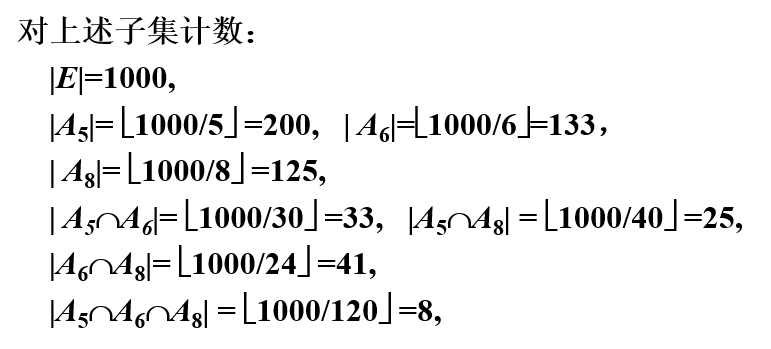 对上述子集计数：
|E|=1000,
|A5|=⌊1000/5⌋=200, | A6|=⌊1000/6⌋=133，
| A8|=⌊1000/8⌋=125,
| A5∩A6|=⌊1000/30⌋=33, |A5∩A8| =⌊1000/40⌋=25,
|A6∩A8|=⌊1000/24⌋=41,
|A5∩A6∩A8| =⌊1000/120⌋=8,